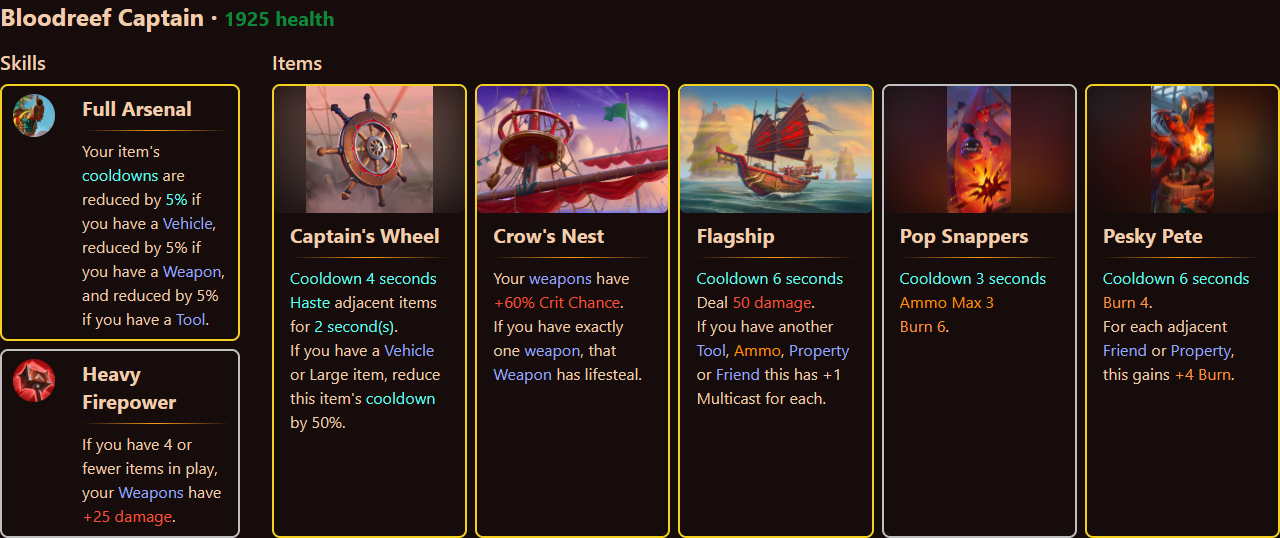 Bloodreef Captain · 1925 health
Skills
Full Arsenal
Your item's
cooldowns are
reduced by 5% if
you have a Vehicle,
reduced by 5% if
you have a Weapon,
and reduced by 5%
if you have a Tool.
Heavy
Firepower
If you have 4 or
fewer items in play,
your Weapons have
+25 damage.
Items
Captain's Wheel
Cooldown 4 seconds
Haste adjacent items
for 2 second(s).
If you have a Vehicle
or Large item, reduce
this item's cooldown
by 50%.
Crow's Nest
Your weapons have
+60% Crit Chance.
If you have exactly
one weapon, that
Weapon has lifesteal.
Flagship
Cooldown 6 seconds
Deal 50 damage.
If you have another
Tool, Ammo, Property
or Friend this has +1
Multicast for each.
Pop Snappers
Cooldown 3 seconds
Ammo Max 3
Burn 6.
Pesky Pete
Cooldown 6 seconds
Burn 4.
For each adjacent
Friend or Property,
this gains +4 Burn.